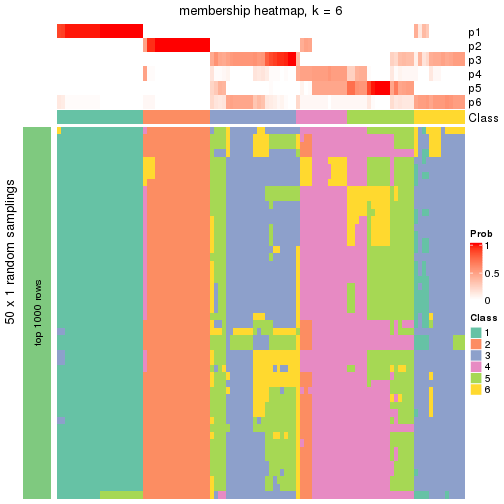 membership heatmap, k = 6
p1
p2
p3
p4
p5
p6
Class
50 x 1 random samplings
top 1000 rows
Prob
1
0.5
0
Class
1
2
3
4
5
6